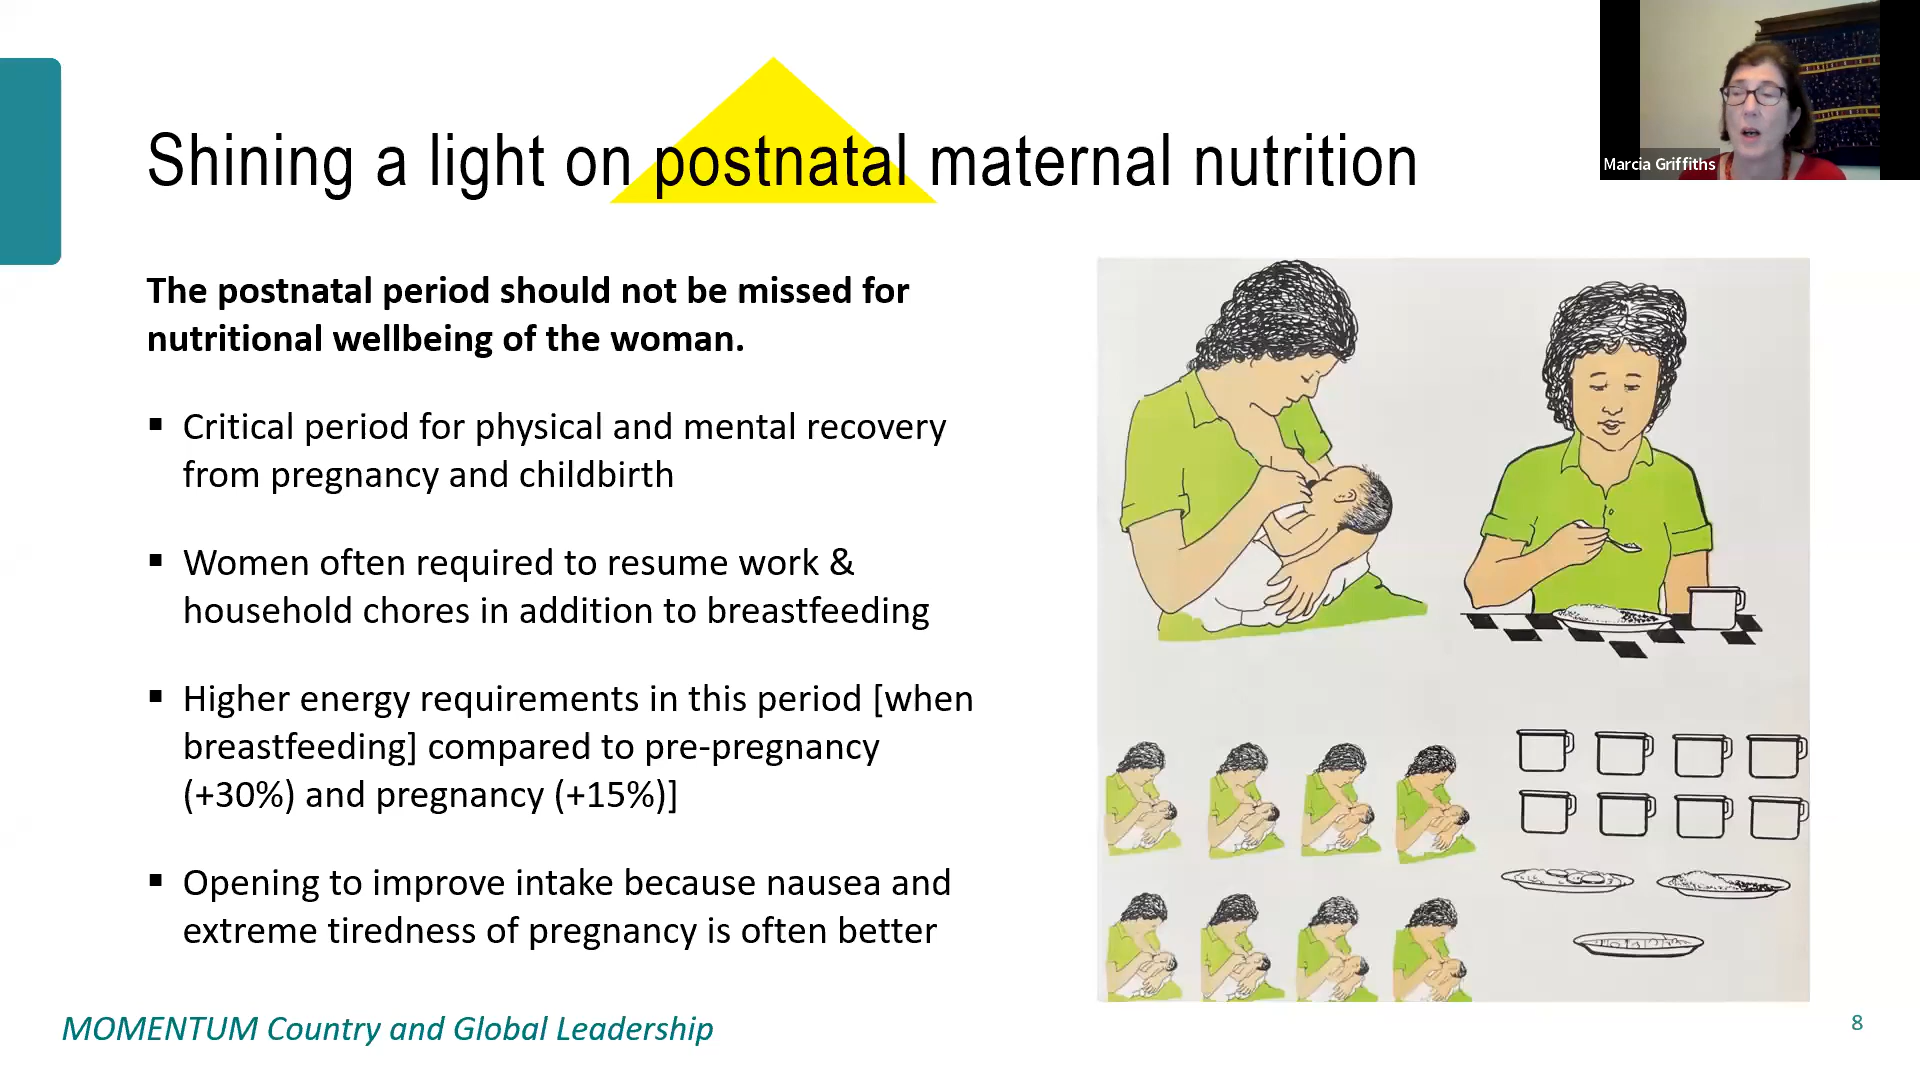 Shining a light on postnatal maternal nutrition
Marcia Griffiths
The postnatal period should not be missed for
nutritional wellbeing of the woman.
▪ Critical period for physical and mental recovery
from pregnancy and childbirth
▪ Women often required to resume work &
household chores in addition to breastfeeding
▪ Higher energy requirements in this period [when
breastfeeding] compared to pre-pregnancy
(+30%) and pregnancy (+15%)]
▪ Opening to improve intake because nausea and
extreme tiredness of pregnancy is often better
MOMENTUM Country and Global Leadership
8